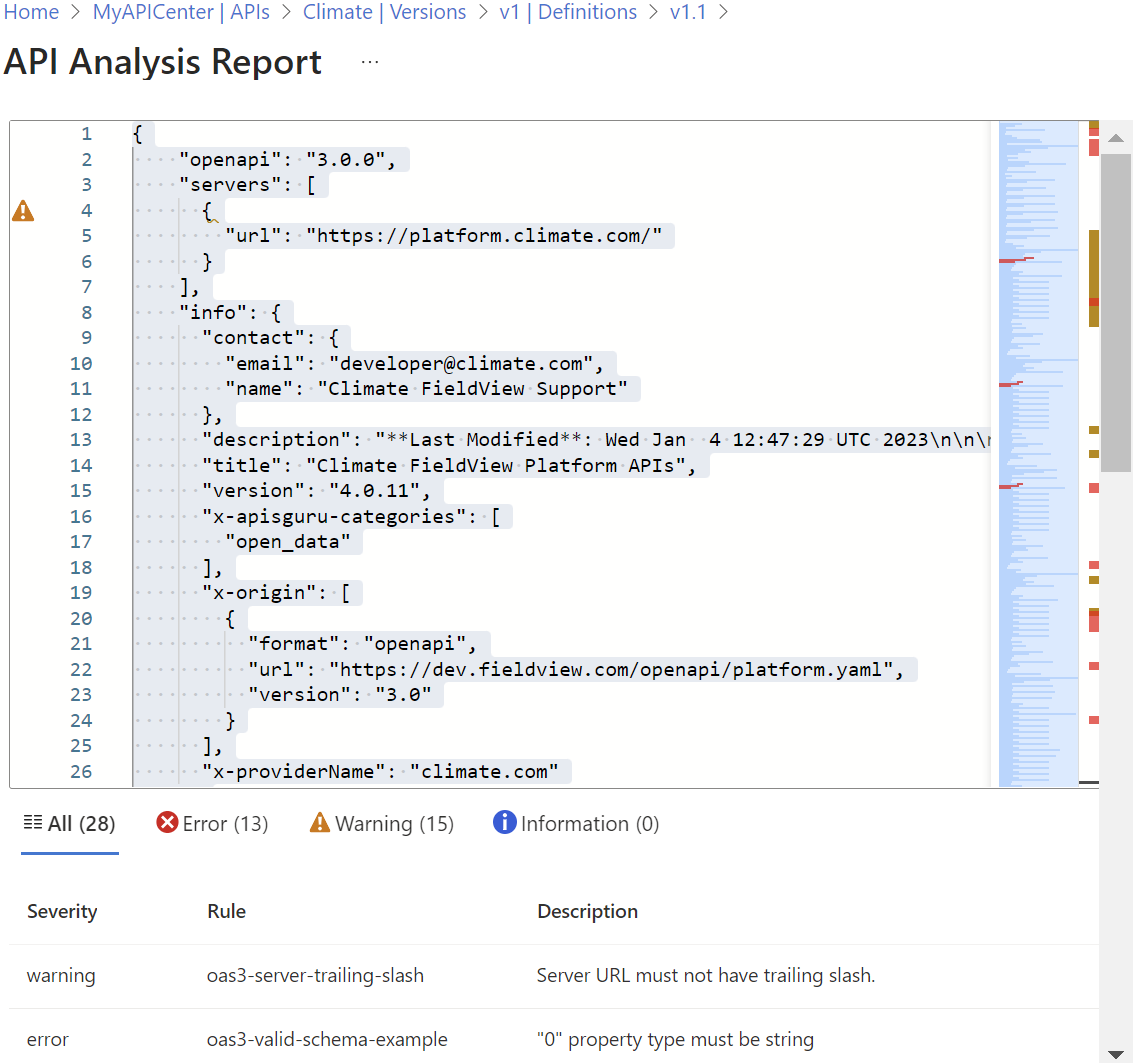 Home > MyAPICenter | APIs > Climate | Versions > v1 | Definitions > v1.1 >
API Analysis Report ...
1 {
2 "openapi": "3.0.0",
3 "servers": [
4 {
5 "url": "https://platform.climate.com/"
6 }
7 ],
8 "info": {
9 "contact": {
10 "email": "developer@climate.com",
11 "name": "Climate FieldView Support"
12 },
13 "description": "**Last Modified**: Wed Jan  4 12:47:29 UTC 2023\n\n\n
14 "title": "Climate FieldView Platform APIs",
15 "version": "4.0.11",
16 "x-apisguru-categories": [
17 "open_data"
18 ],
19 "x-origin": [
20 {
21 "format": "openapi",
22 "url": "https://dev.fieldview.com/openapi/platform.yaml",
23 "version": "3.0"
24 }
25 ],
26 "x-providerName": "climate.com"
All (28) Error (13) Warning (15) Information (0)
Severity Rule Description
warning oas3-server-trailing-slash Server URL must not have trailing slash.
error oas3-valid-schema-example "0" property type must be string